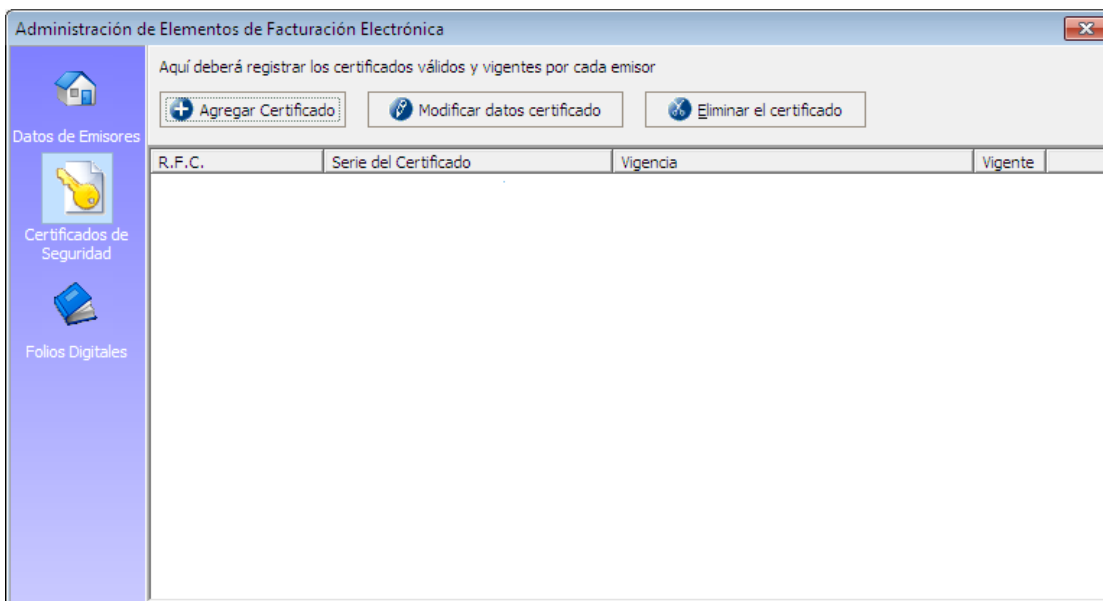 Administración de Elementos de Facturación Electrónica
Aquí deberá registrar los certificados válidos y vigentes por cada emisor
Agregar Certificado
Modificar datos certificado
Eliminar el certificado
Datos de Emisores
R.F.C.
Serie del Certificado
Vigencia
Vigente
Certificados de
Seguridad
Folios Digitales